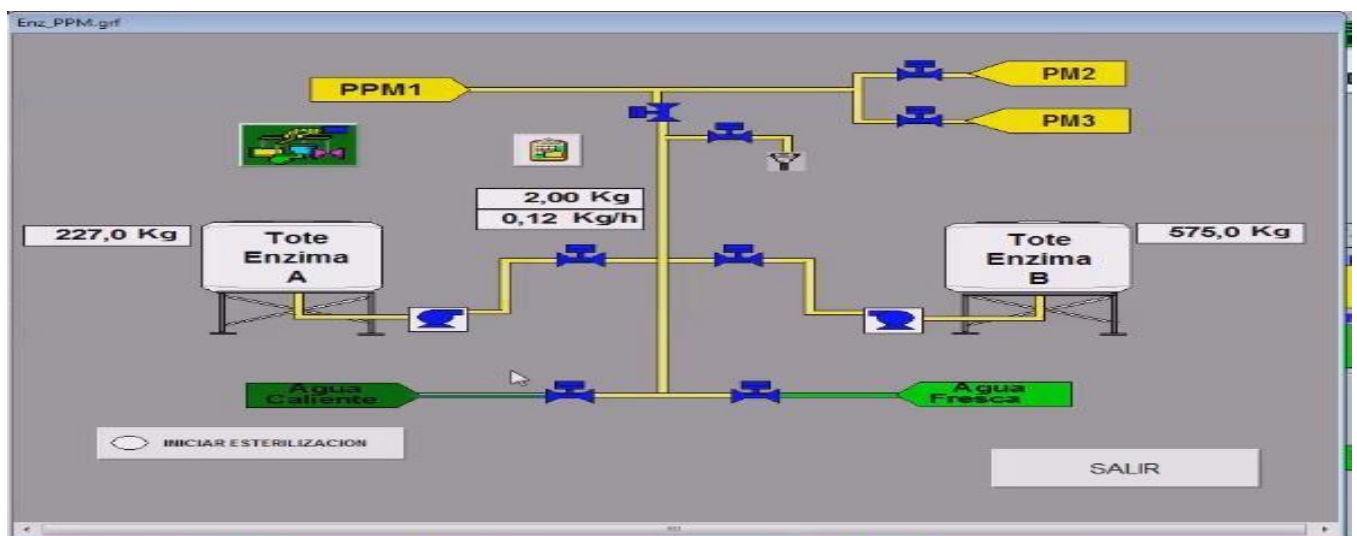 Enz_PPM.grf
PPM1
PM2
PM3
2,00 Kg
0,12 Kg/h
227,0 Kg
Tote
Enzima
A
Tote
Enzima
B
575,0 Kg
Agua
Caliente
Agua
Fresca
INICIAR ESTERILIZACION
SALIR